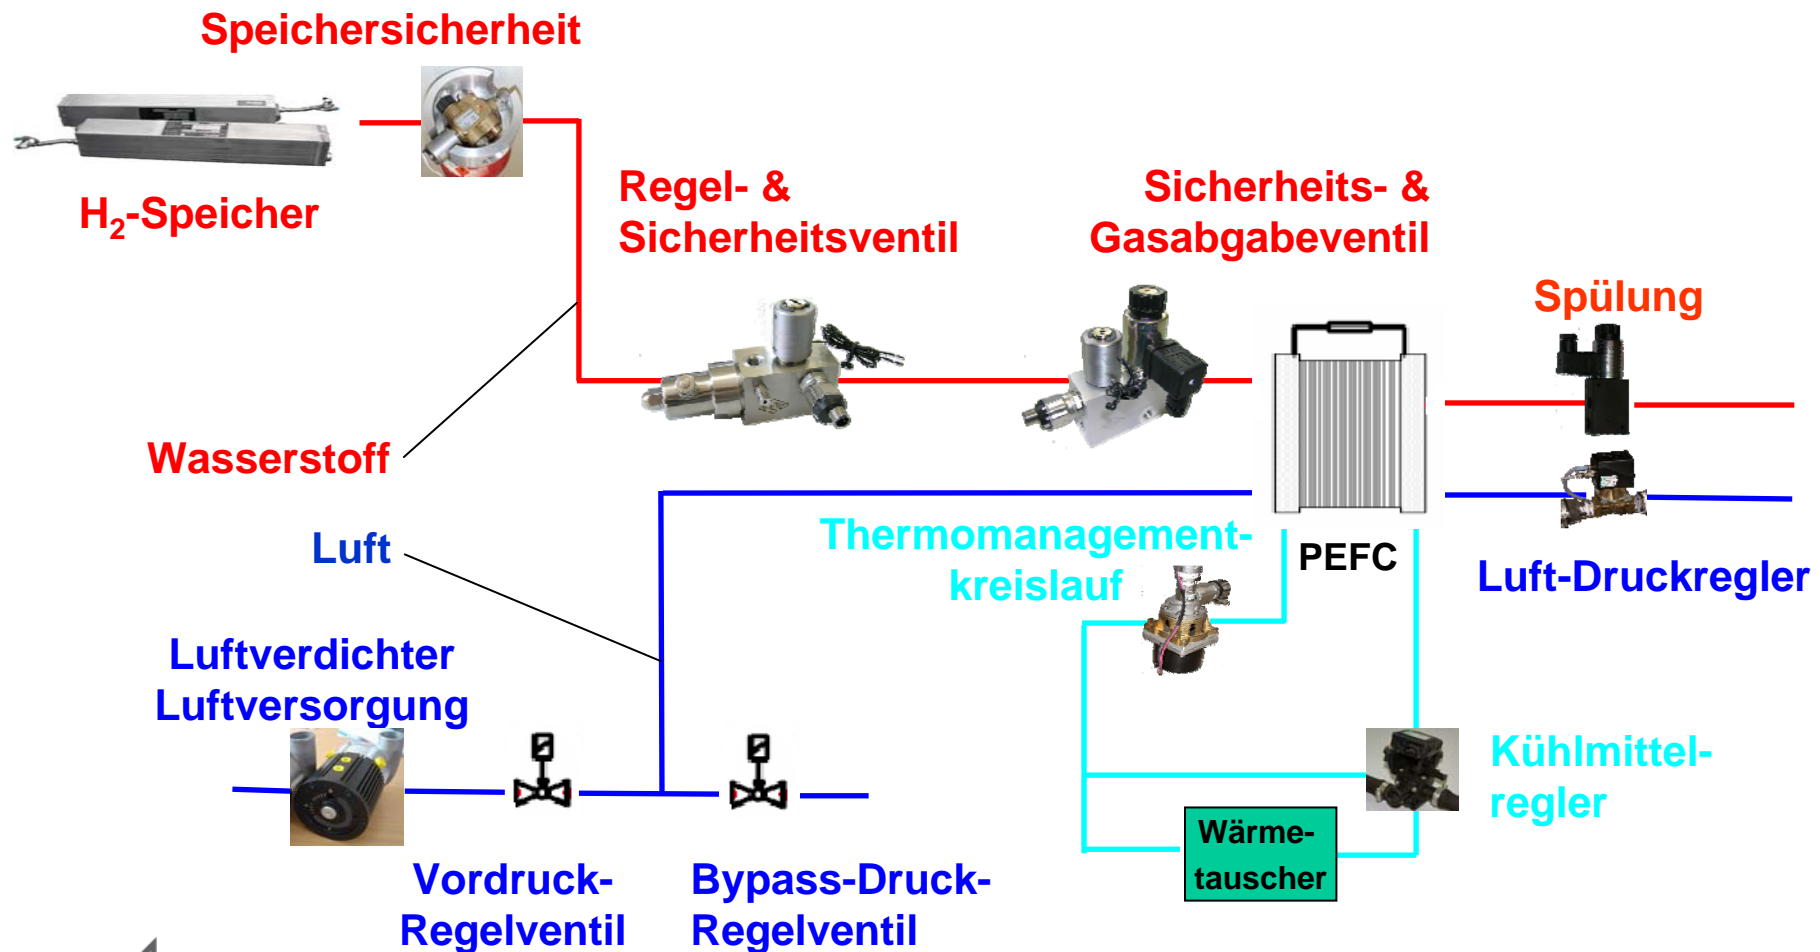 Speichersicherheit
H₂-Speicher
Regel- &
Sicherheitsventil
Sicherheits- &
Gasabgabeventil
Spülung
Wasserstoff
Luft
Thermomanagement-
kreislauf
PEFC
Luft-Druckregler
Luftverdichter
Luftversorgung
Kühlmittel-
regler
Wärme-
tauscher
Vordruck-
Regelventil
Bypass-Druck-
Regelventil